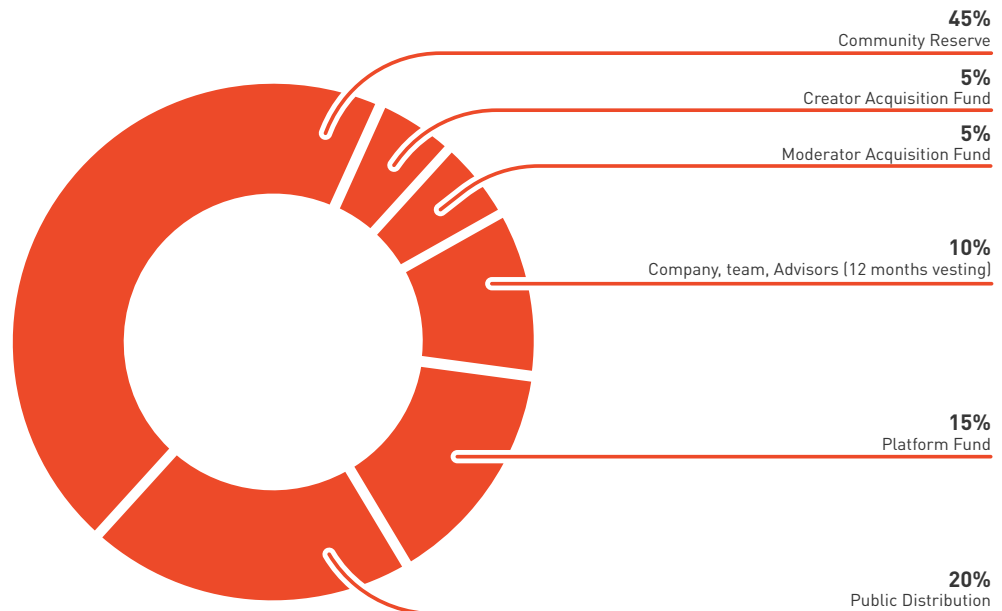 45%
Community Reserve
5%
Creator Acquisition Fund
5%
Moderator Acquisition Fund
10%
Company, team, Advisors (12 months vesting)
15%
Platform Fund
20%
Public Distribution